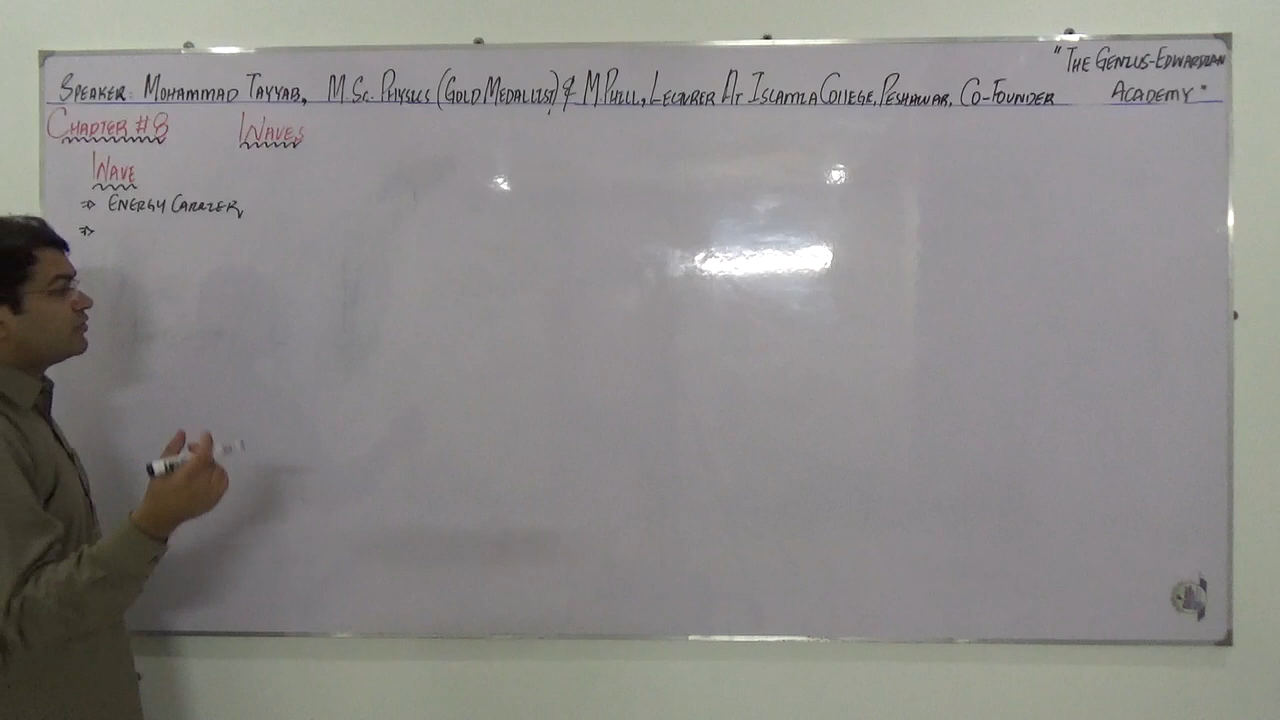 "THE GENIUS-EDWARDIAN
SPEAKER: MOHAMMAD TAYYAB, M.Sc. PHYSICS (GOLD MEDALLIST) & M.PHILL, LECTURER AT ISLAMIA COLLEGE, PESHAWAR, CO-FOUNDER ACADEMY"
CHAPTER #8 WAVES
WAVE
⇒ ENERGY CARRIER
⇒